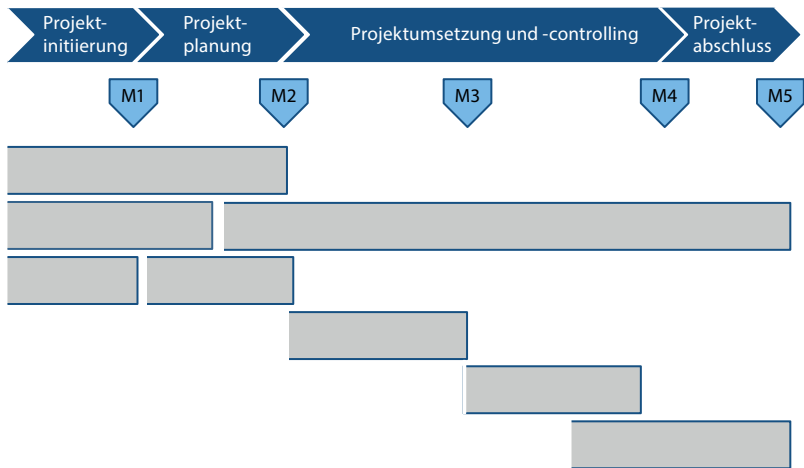 Projekt-
initiierung
Projekt-
planung
Projektumsetzung und -controlling
Projekt-
abschluss
M1
M2
M3
M4
M5